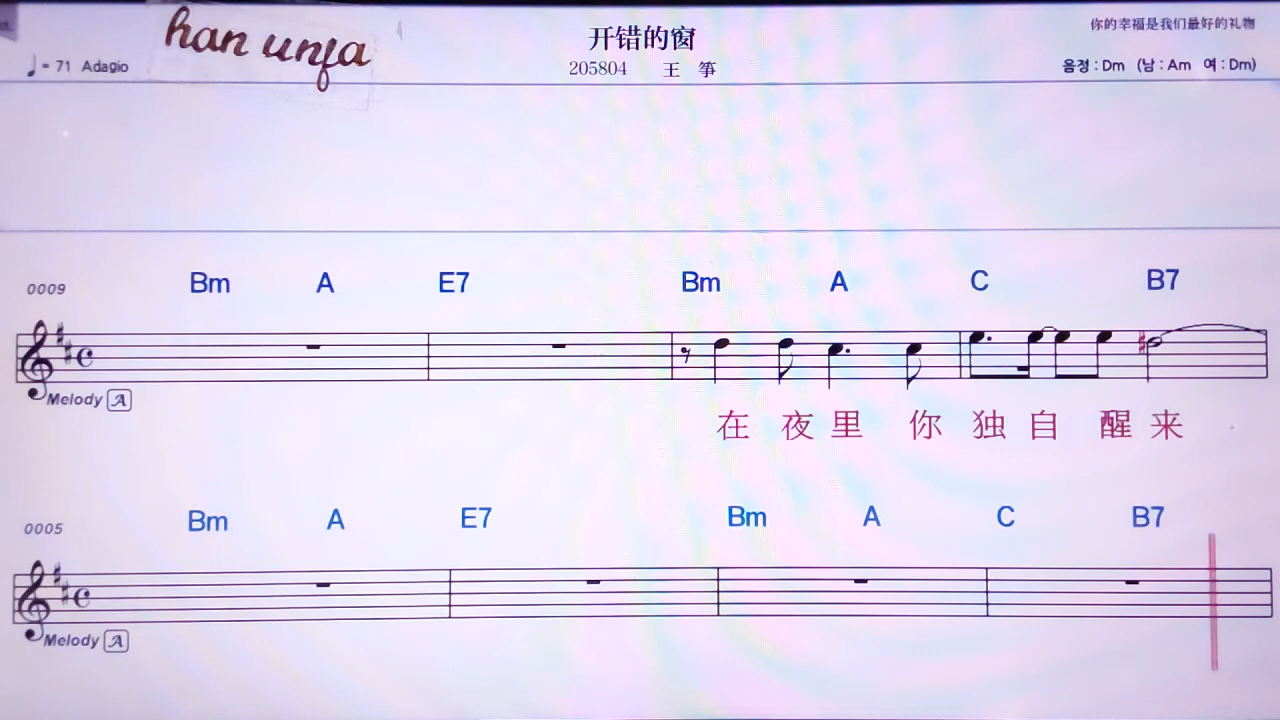 han unfa
开错的窗
你的幸福是我们最好的礼物
♩= 71 Adagio
205804 王 筝
음정 : Dm (남 : Am 여 : Dm)
0009 Bm A E7 Bm A C B7
Melody A
在 夜 里 你 独 自 醒 来
0005 Bm A E7 Bm A C B7
Melody A